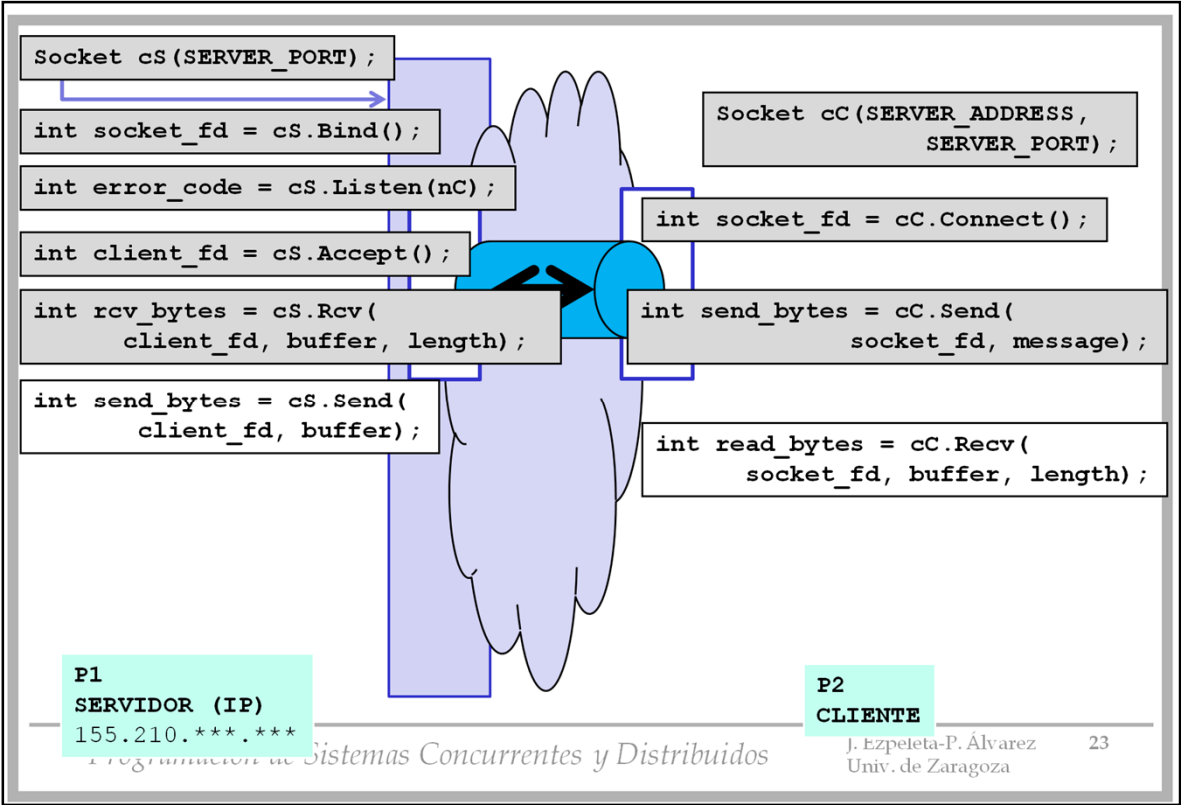 Socket cS(SERVER_PORT);
int socket_fd = cS.Bind();
int error_code = cS.Listen(nC);
int client_fd = cS.Accept();
int rcv_bytes = cS.Rcv(
client_fd, buffer, length);
int send_bytes = cS.Send(
client_fd, buffer);
Socket cC(SERVER_ADDRESS,
SERVER_PORT);
int socket_fd = cC.Connect();
int send_bytes = cC.Send(
socket_fd, message);
int read_bytes = cC.Recv(
socket_fd, buffer, length);
P1
SERVIDOR (IP)
155.210.***.***
P2
CLIENTE
Programación de Sistemas Concurrentes y Distribuidos
J. Ezpeleta-P. Álvarez
Univ. de Zaragoza
23